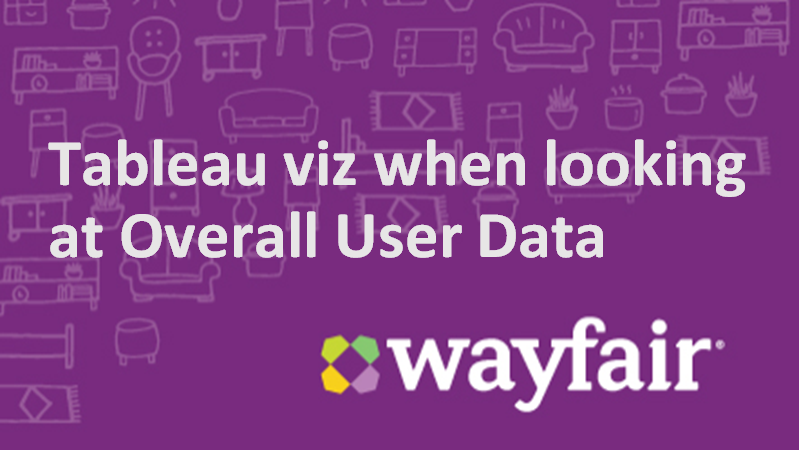 Tableau viz when looking
at Overall User Data
wayfair®